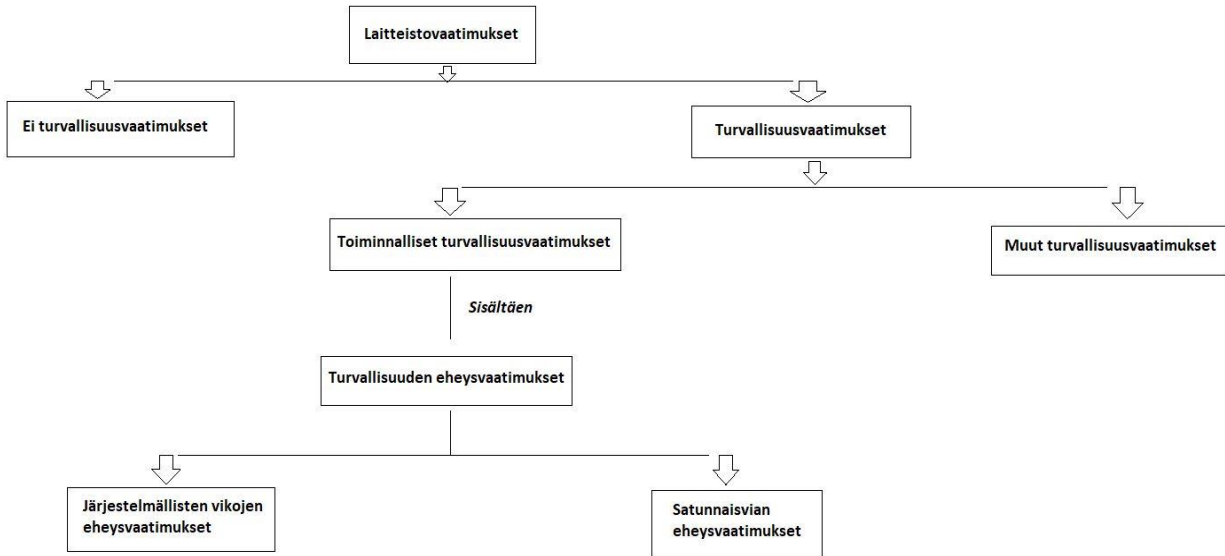 Laitteistovaatimukset
Ei turvallisuusvaatimukset
Turvallisuusvaatimukset
Toiminnalliset turvallisuusvaatimukset
Muut turvallisuusvaatimukset
Sisältäen
Turvallisuuden eheysvaatimukset
Järjestelmällisten vikojen
eheysvaatimukset
Satunnaisvian
eheysvaatimukset